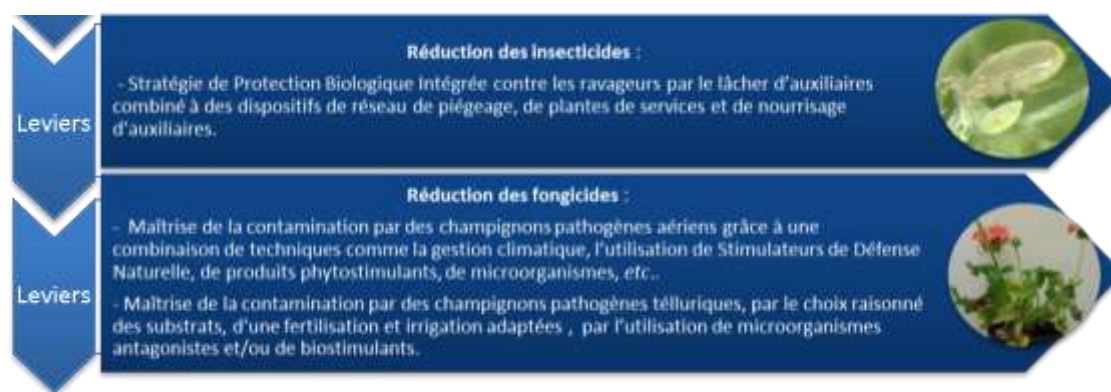 Leviers
Réduction des insecticides :
- Stratégie de Protection Biologique Intégrée contre les ravageurs par le lâcher d'auxiliaires
combiné à des dispositifs de réseau de piégeage, de plantes de services et de nourrisage
d'auxiliaires.
Leviers
Réduction des fongicides :
- Maîtrise de la contamination par des champignons pathogènes aériens grâce à une
combinaison de techniques comme la gestion climatique, l'utilisation de Stimulateurs de Défense
Naturelle, de produits phytostimulants, de microorganismes, etc..
- Maîtrise de la contamination par des champignons pathogènes télluriques, par le choix raisonné
des substrats, d'une fertilisation et irrigation adaptées , par l'utilisation de microorganismes
antagonistes et/ou de biostimulants.